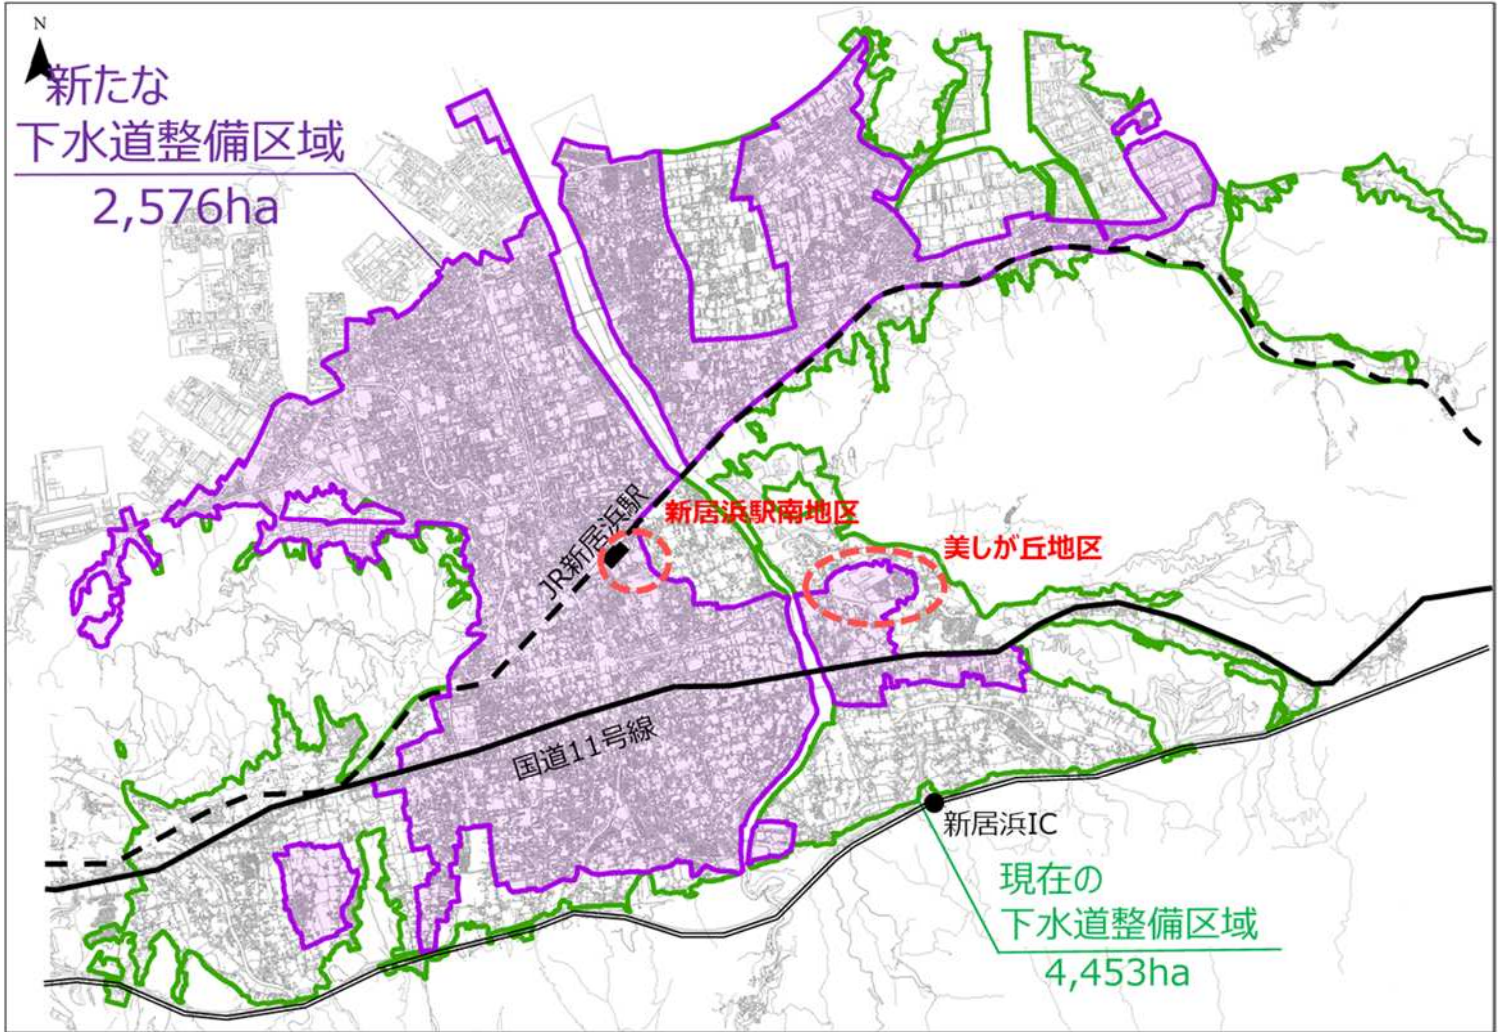 N
新たな
下水道整備区域
2,576ha
JR新居浜駅
新居浜駅南地区
美しが丘地区
国道11号線
新居浜IC
現在の
下水道整備区域
4,453ha